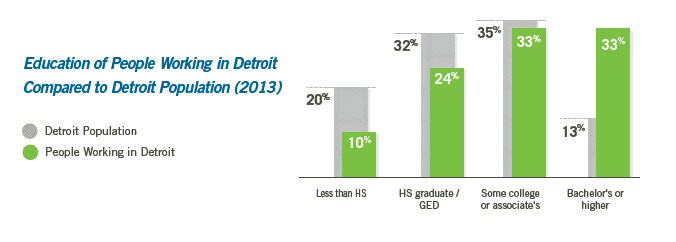 Education of People Working in Detroit
Compared to Detroit Population (2013)
Detroit Population
People Working in Detroit
20%
10%
32%
24%
35%
33%
13%
33%
Less than HS
HS graduate /
GED
Some college
or associate's
Bachelor's or
higher